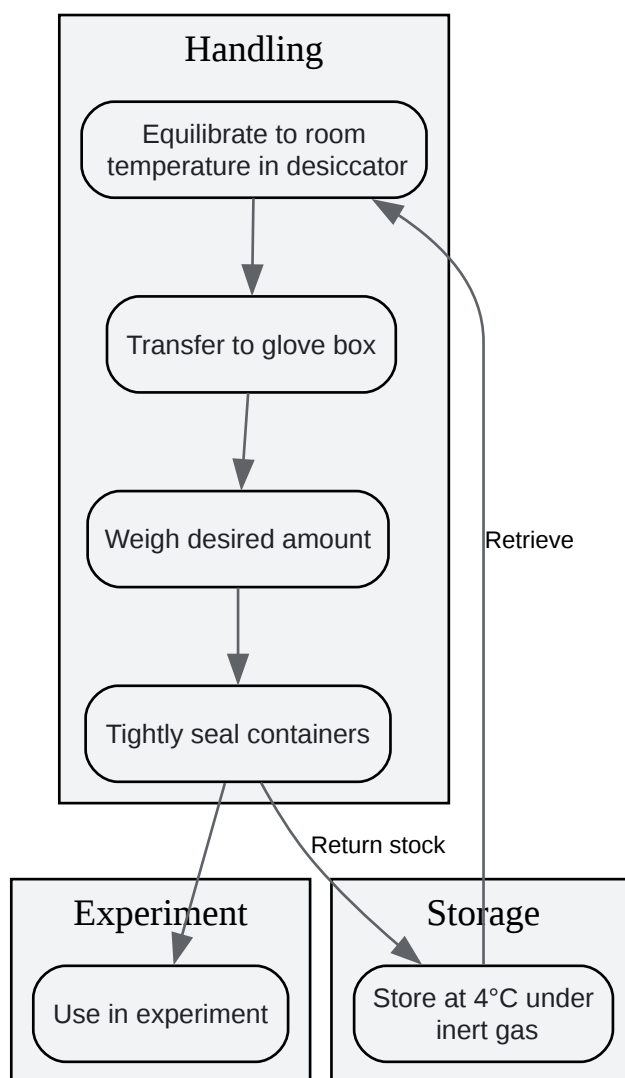 Handling
Equilibrate to room
temperature in desiccator
Transfer to glove box
Weigh desired amount
Retrieve
Tightly seal containers
Return stock
Experiment
Storage
Use in experiment
Store at 4°C under
inert gas